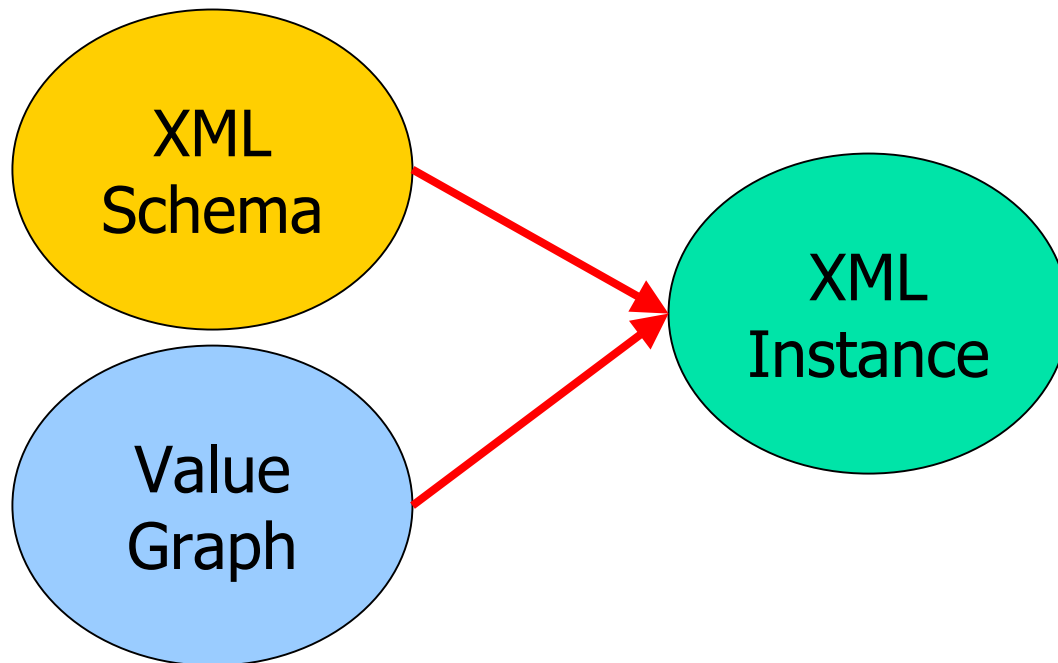 XML
Schema
XML
Instance
Value
Graph